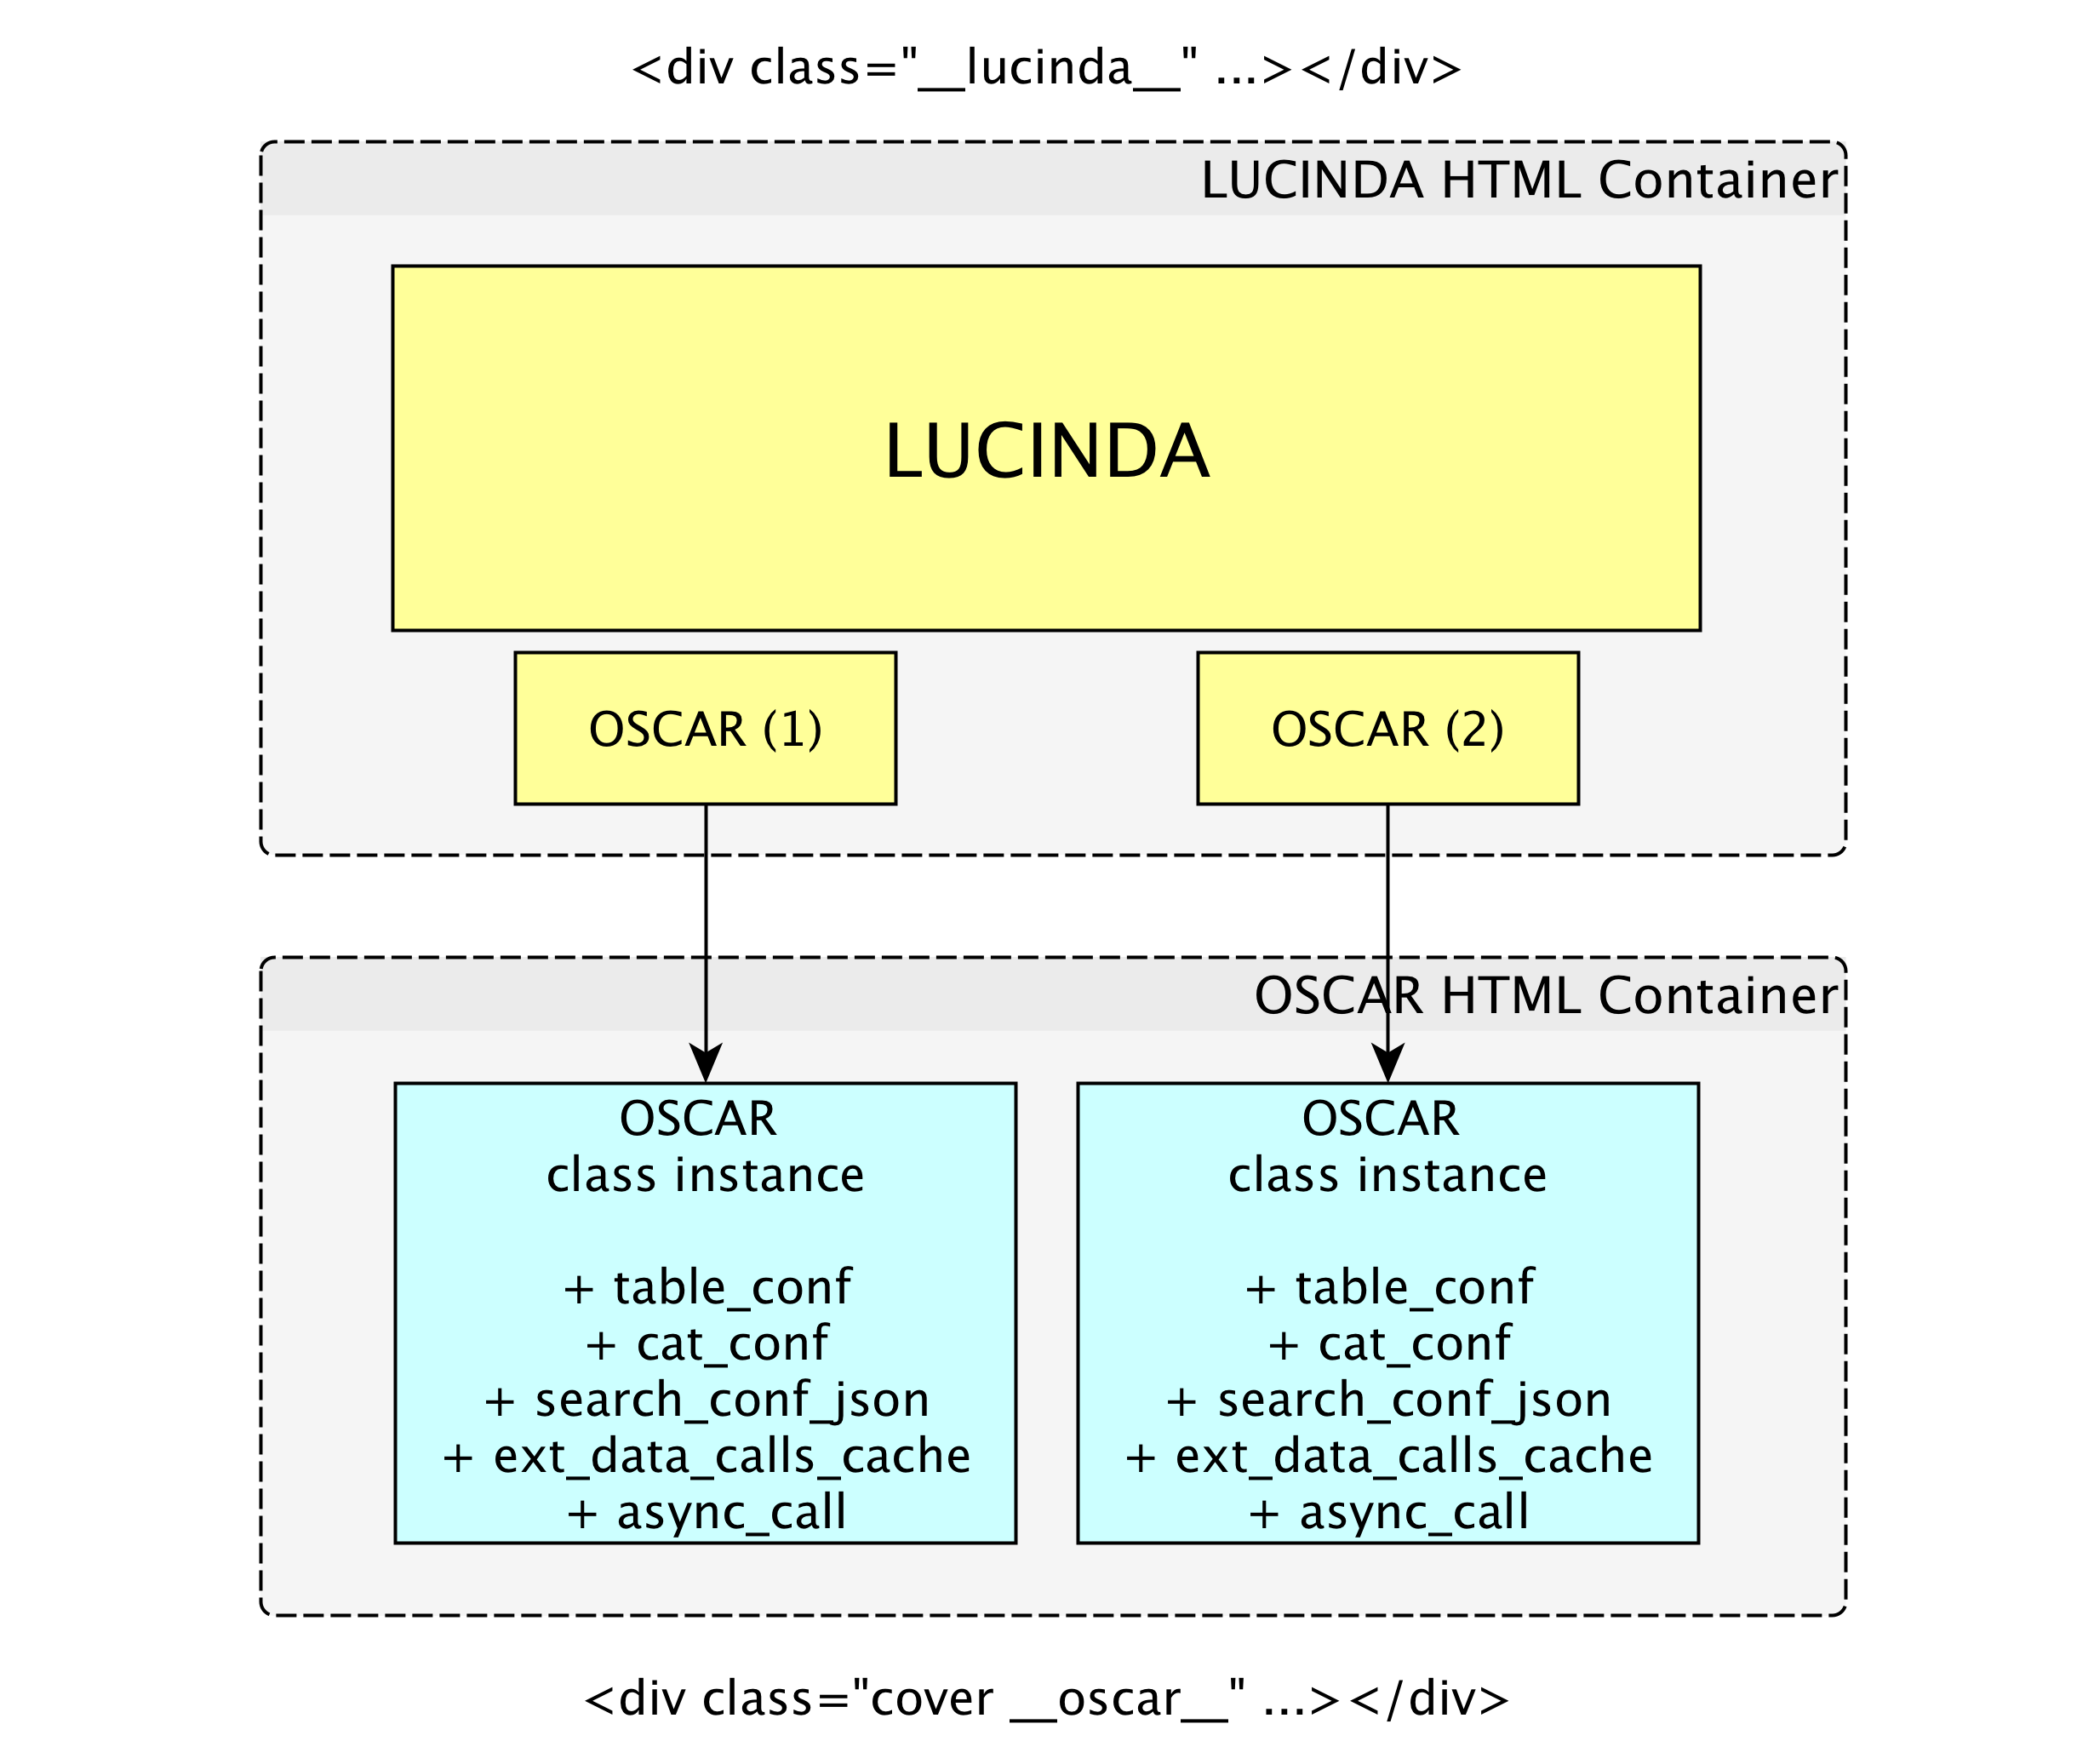 <div class="__lucinda__" ...></div>
LUCINDA HTML Container
LUCINDA
OSCAR (1)
OSCAR (2)
OSCAR HTML Container
OSCAR
class instance
+ table_conf
+ cat_conf
+ search_conf_json
+ ext_data_calls_cache
+ async_call
OSCAR
class instance
+ table_conf
+ cat_conf
+ search_conf_json
+ ext_data_calls_cache
+ async_call
<div class="cover __oscar__" ...></div>